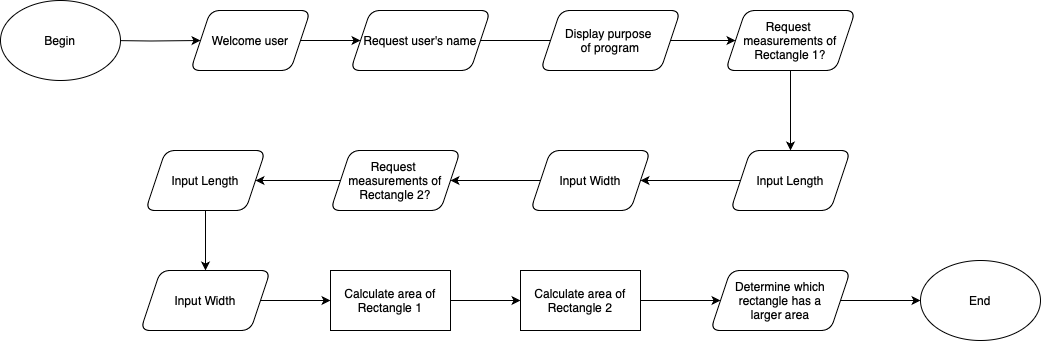 Begin
Welcome user
Request user's name
Display purpose
of program
Request
measurements of
Rectangle 1?
Input Length
Request
measurements of
Rectangle 2?
Input Width
Input Length
Input Width
Calculate area of
Rectangle 1
Calculate area of
Rectangle 2
Determine which
rectangle has a
larger area
End